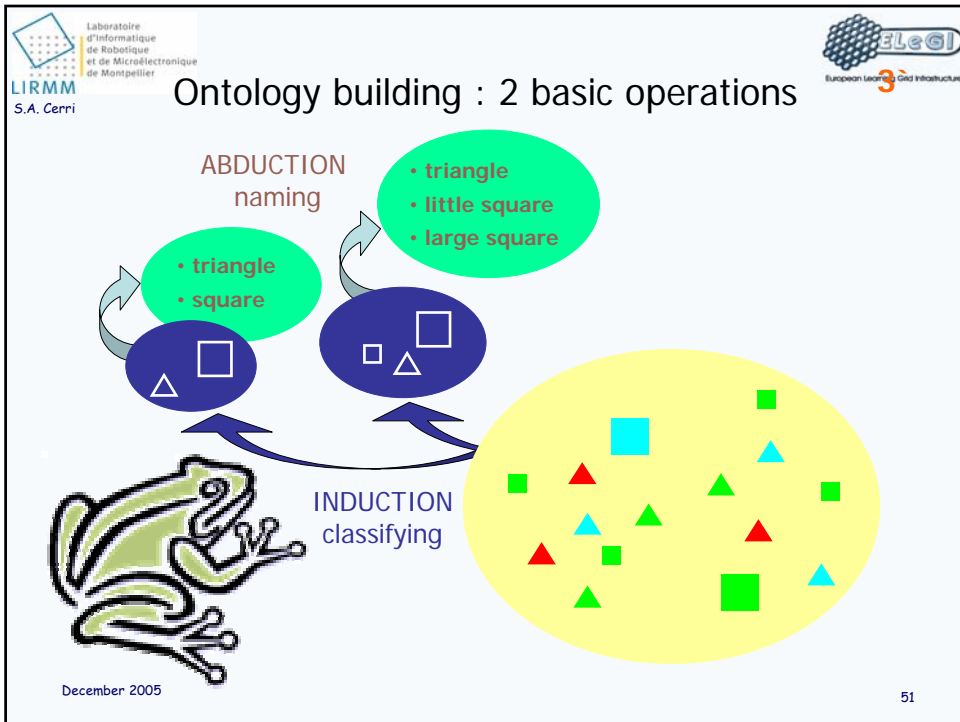 Laboratoire
d'Informatique
de Robotique
et de Microélectronique
de Montpellier
LIRMM
S.A. Cerri
ELeGI
European Learning Grid Infrastructure
3`
Ontology building : 2 basic operations
ABDUCTION
naming
• triangle
• little square
• large square
• triangle
• square
INDUCTION
classifying
December 2005
51